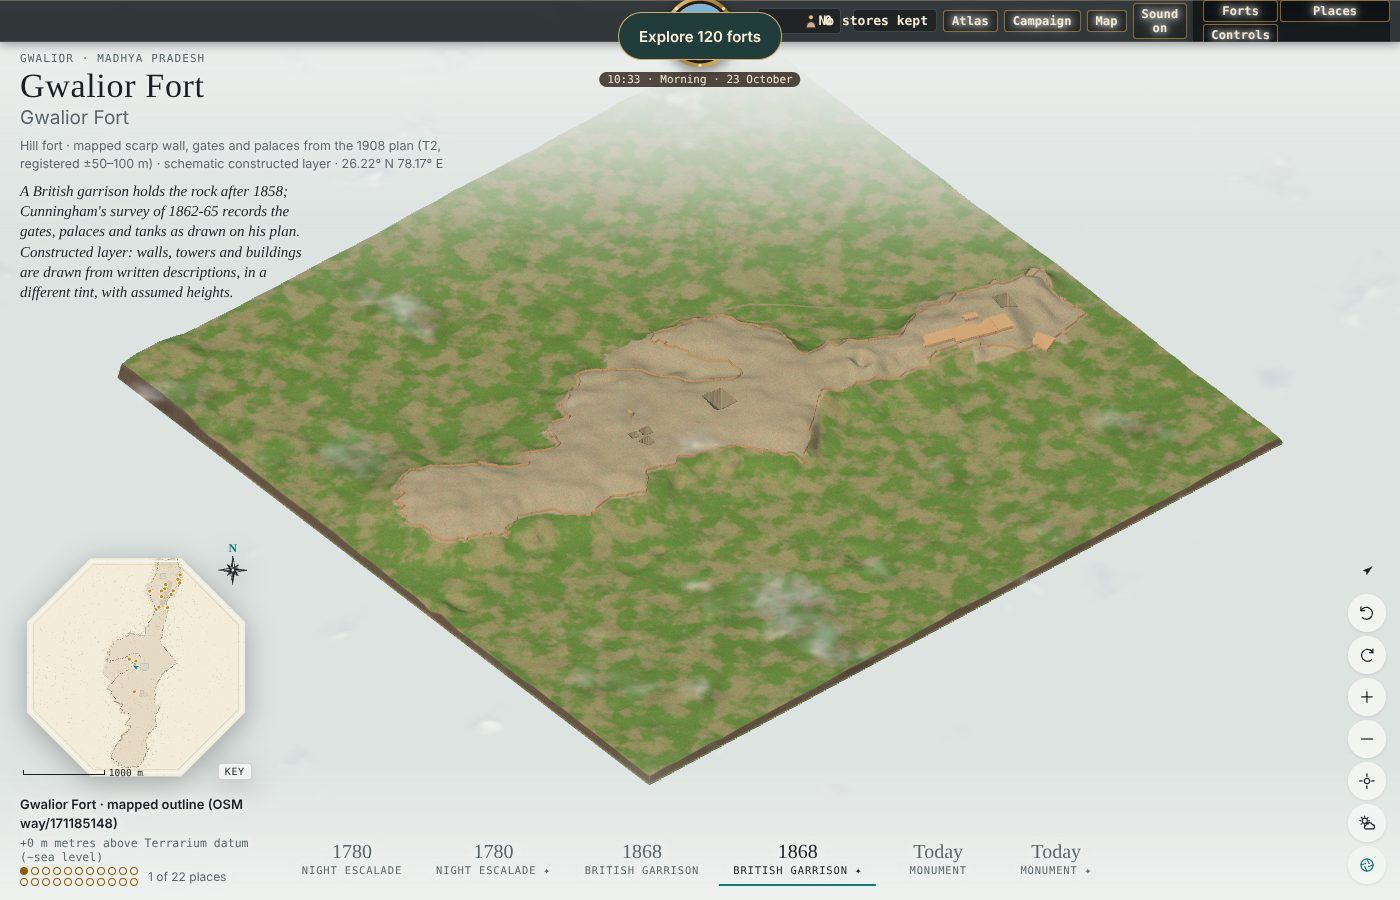 Explore 120 forts
stores kept
Atlas
Campaign
Map
Sound
on
Forts
Places
Controls
10:33 · Morning · 23 October
GWALIOR · MADHYA PRADESH
Gwalior Fort
Gwalior Fort
Hill fort · mapped scarp wall, gates and palaces from the 1908 plan (T2,
registered ±50–100 m) · schematic constructed layer · 26.22° N 78.17° E
A British garrison holds the rock after 1858;
Cunningham's survey of 1862-65 records the
gates, palaces and tanks as drawn on his plan.
Constructed layer: walls, towers and buildings
are drawn from written descriptions, in a
different tint, with assumed heights.
N
1000 m
KEY
Gwalior Fort · mapped outline (OSM
way/171185148)
+0 m metres above Terrarium datum
(~sea level)
1 of 22 places
1780
NIGHT ESCALADE
1780
NIGHT ESCALADE ✦
1868
BRITISH GARRISON
1868
BRITISH GARRISON ✦
Today
MONUMENT
Today
MONUMENT ✦